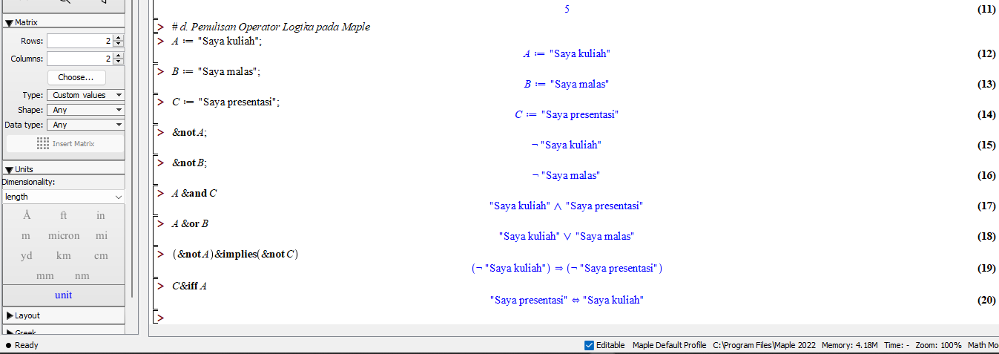 Matrix
Rows: 2
Columns: 2
Choose...
Type: Custom values
Shape: Any
Data type: Any
Insert Matrix
Units
Dimensionality:
length
Å ft in
m micron mi
yd km cm
mm nm
unit
Layout
Greek
5 (11)
> # d. Penulisan Operator Logika pada Maple
> A := "Saya kuliah";
A := "Saya kuliah" (12)
> B := "Saya malas";
B := "Saya malas" (13)
> C := "Saya presentasi";
C := "Saya presentasi" (14)
> &not A;
¬ "Saya kuliah" (15)
> &not B;
¬ "Saya malas" (16)
> A &and C
"Saya kuliah" ∧ "Saya presentasi" (17)
> A &or B
"Saya kuliah" ∨ "Saya malas" (18)
> (&not A)&implies(&not C)
(¬ "Saya kuliah") ⇒ (¬ "Saya presentasi") (19)
> C&iff A
"Saya presentasi" ⇔ "Saya kuliah" (20)
>
Ready
Editable Maple Default Profile C:\Program Files\Maple 2022 Memory: 4.18M Time: - Zoom: 100% Math Mo